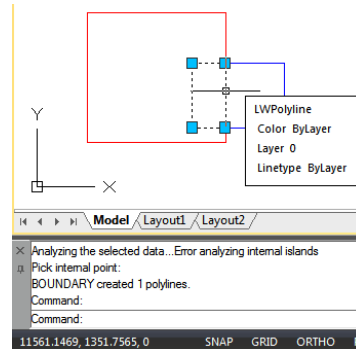 LWPolyline
Color ByLayer
Layer 0
Linetype ByLayer
Y
X
Model Layout1 Layout2
Analyzing the selected data...Error analyzing internal islands
Pick internal point:
BOUNDARY created 1 polylines.
Command:
Command:
11561.1469, 1351.7565, 0 SNAP GRID ORTHO